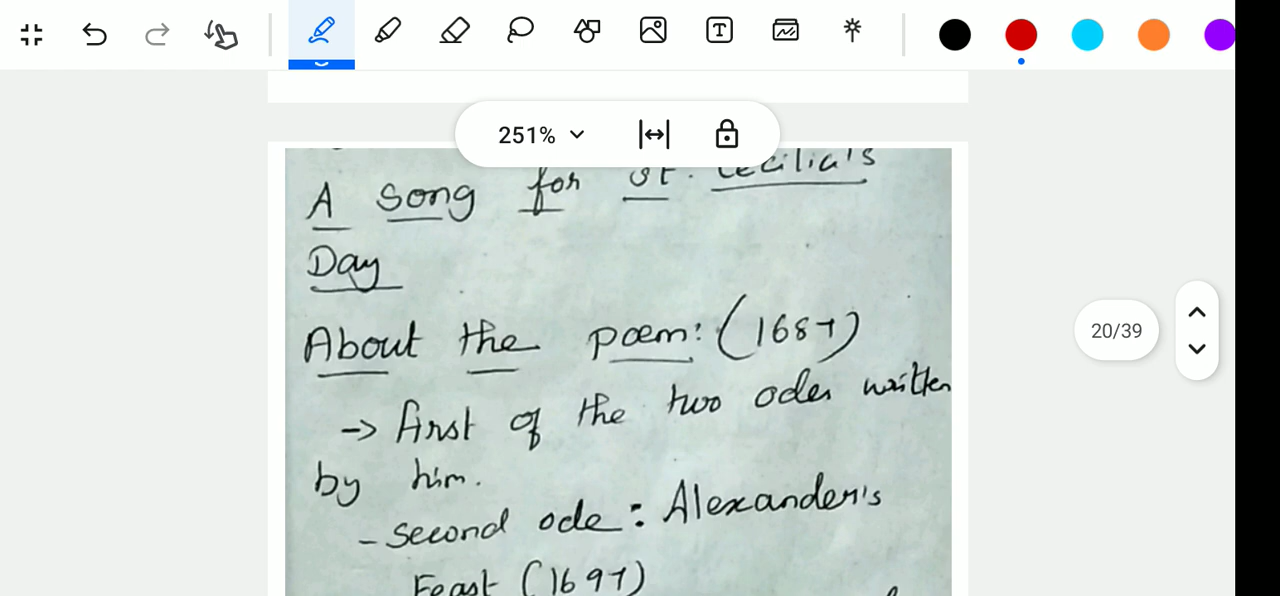 251%
A song for St. Cecilia's
Day
About the poem: (1687)
→ first of the two odes written
by him.
- second ode: Alexander's
Feast (1697)
20/39